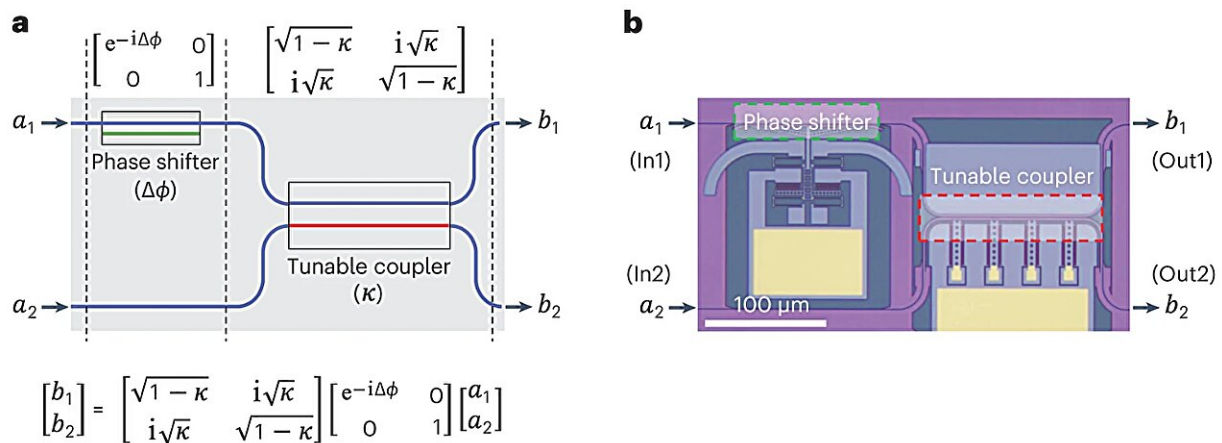 a
[e−iΔϕ 0
0 1]
[√1 − κ i√κ
i√κ √1 − κ]
a1
b1
Phase shifter
(Δϕ)
Tunable coupler
(κ)
a2
b2
[b1
b2] = [√1 − κ i√κ
i√κ √1 − κ] [e−iΔϕ 0
0 1] [a1
a2]
b
a1
Phase shifter
b1
(In1)
(Out1)
Tunable coupler
(In2)
(Out2)
a2
100 µm
b2